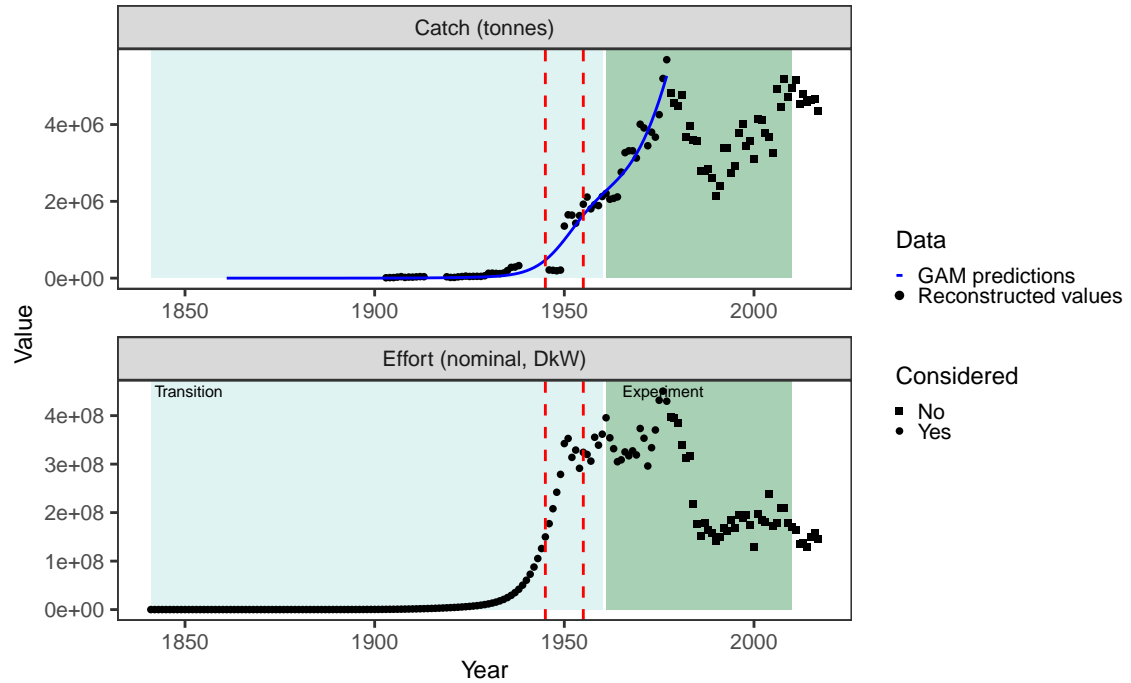 Catch (tonnes)
4e+06
2e+06
0e+00
1850 1900 1950 2000
Value
Effort (nominal, DkW)
Transition Experiment
4e+08
3e+08
2e+08
1e+08
0e+00
1850 1900 1950 2000
Year
Data
GAM predictions
Reconstructed values
Considered
No
Yes